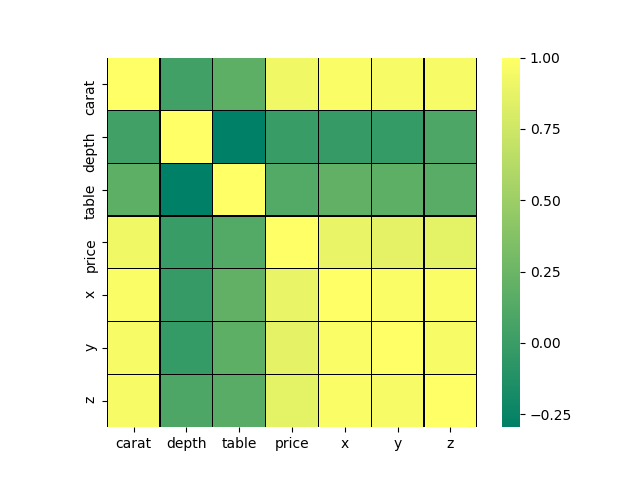 carat
depth
table
price
x
y
z
carat depth table price x y z
1.00
0.75
0.50
0.25
0.00
−0.25